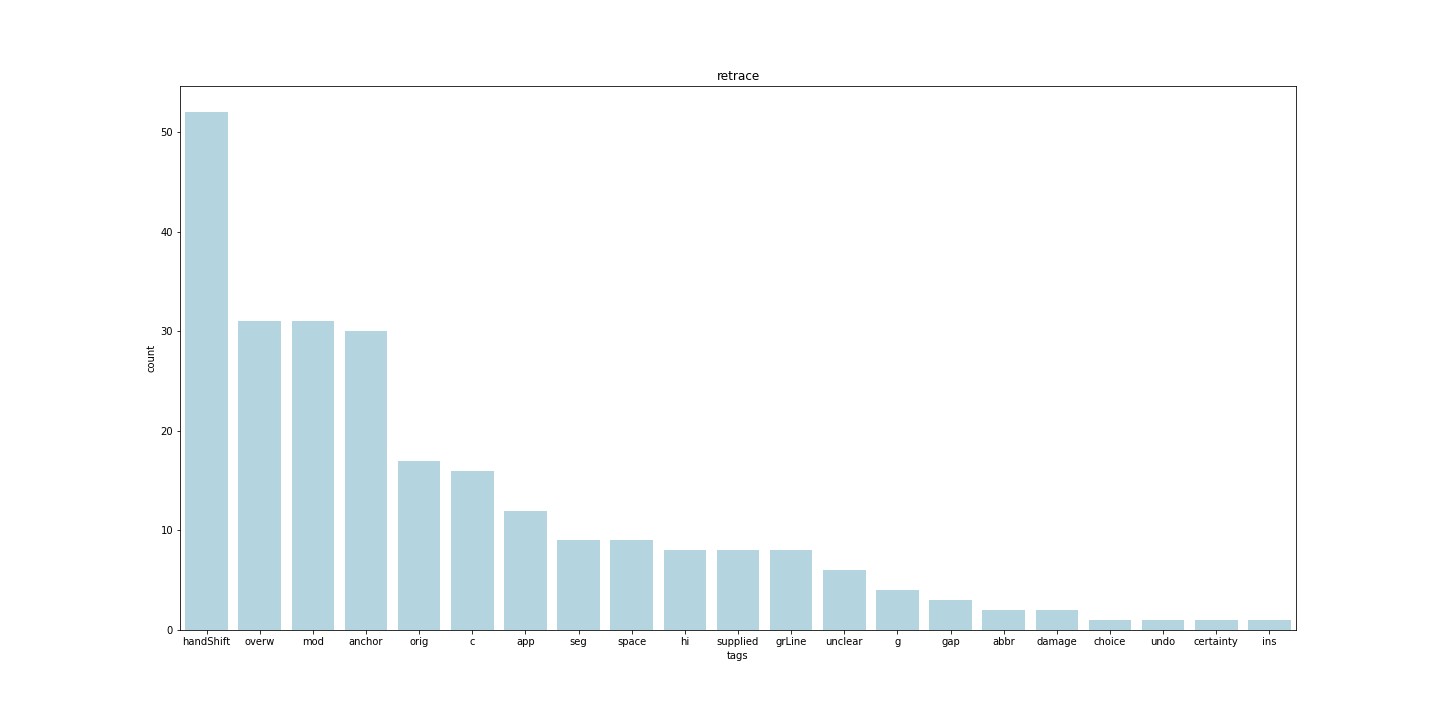 retrace
50
40
30
20
10
0
count
handShift overw mod anchor orig c app seg space hi supplied grLine unclear g gap abbr damage choice undo certainty ins
tags